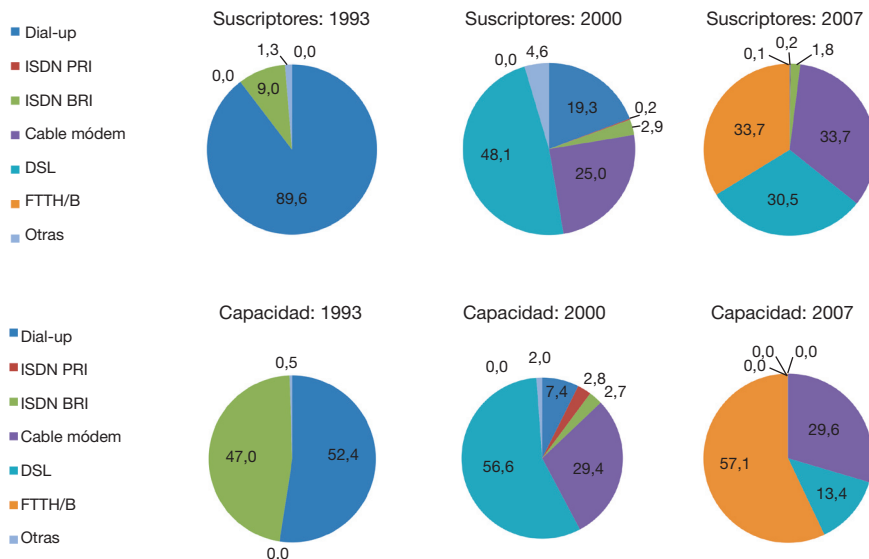 Suscriptores: 1993
Suscriptores: 2000
Suscriptores: 2007
Dial-up
ISDN PRI
ISDN BRI
Cable módem
DSL
FTTH/B
Otras
0,0
9,0
1,3
0,0
89,6
0,0
4,6
19,3
0,2
2,9
25,0
48,1
0,1
0,2
1,8
33,7
33,7
30,5
Capacidad: 1993
Capacidad: 2000
Capacidad: 2007
Dial-up
ISDN PRI
ISDN BRI
Cable módem
DSL
FTTH/B
Otras
0,5
47,0
52,4
0,0
0,0
2,0
7,4
2,8
2,7
56,6
29,4
0,0
0,0
0,0
29,6
57,1
13,4